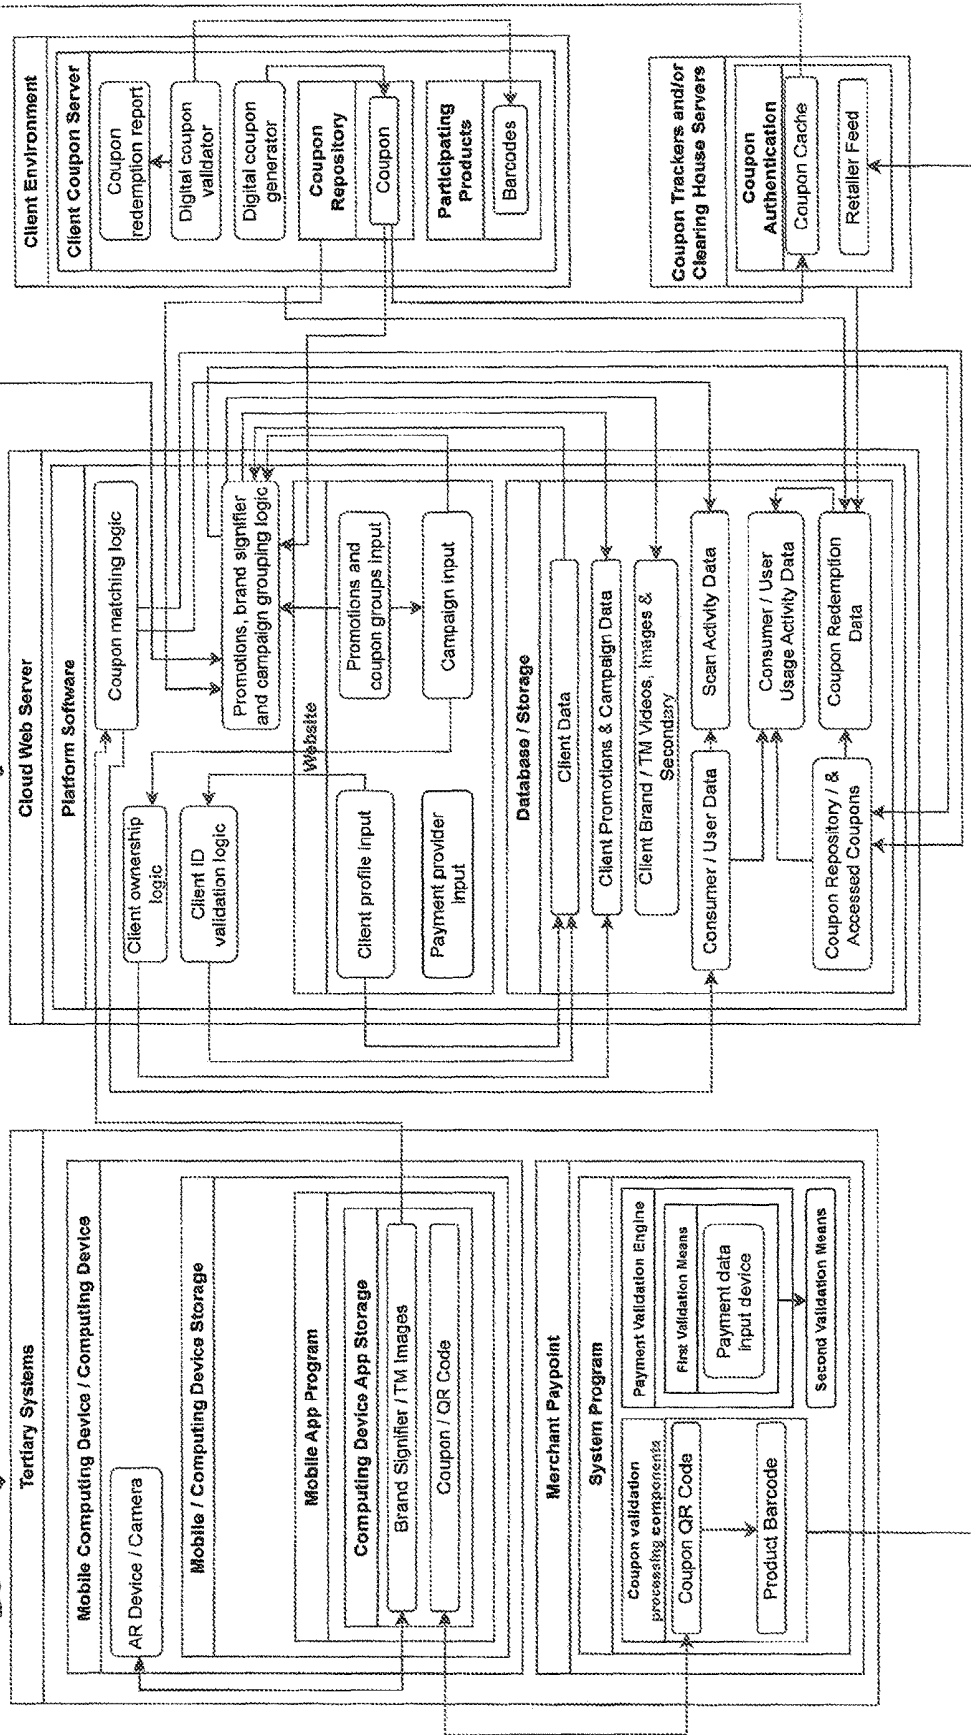 Tertiary Systems
Mobile Computing Device / Computing Device
AR Device / Camera
Mobile / Computing Device Storage
Mobile App Program
Computing Device App Storage
Brand Signifier / TM Images
Coupon / QR Code
Merchant Paypoint
System Program
Coupon validation
processing components
Coupon QR Code
Product Barcode
Payment Validation Engine
First Validation Means
Payment data
input device
Second Validation Means
Cloud Web Server
Platform Software
Client ownership
logic
Coupon matching logic
Client ID
validation logic
Promotions, brand signifier
and campaign grouping logic
Website
Client profile input
Promotions and
coupon groups input
Payment provider
input
Campaign input
Database / Storage
Client Data
Client Promotions & Campaign Data
Client Brand / TM Videos, Images &
Secondary
Consumer / User Data
Scan Activity Data
Consumer / User
Usage Activity Data
Coupon Repository / &
Accessed Coupons
Coupon Redemption
Data
Client Environment
Client Coupon Server
Coupon
redemption report
Digital coupon
validator
Digital coupon
generator
Coupon
Repository
Coupon
Participating
Products
Barcodes
Coupon Trackers and/or
Clearing House Servers
Coupon
Authentication
Coupon Cache
Retailer Feed